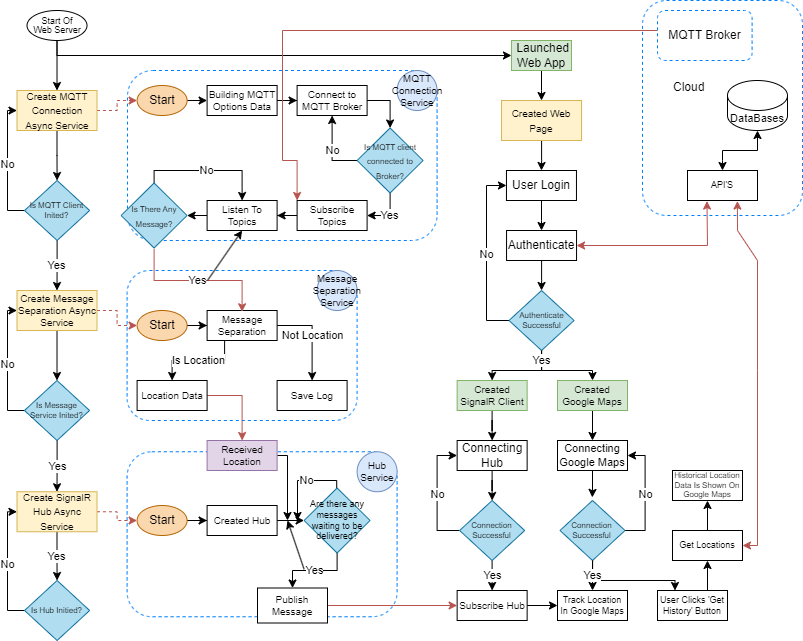 Start Of
Web Server
Launched
Web App
MQTT Broker
Cloud
DataBases
API'S
Create MQTT
Connection
Async Service
Start
Building MQTT
Options Data
Connect to
MQTT Broker
MQTT
Connection
Service
Created Web
Page
No
No
Is MQTT client
connected to
Broker?
Yes
No
Is MQTT Client
Inited?
Is There Any
Message?
Listen To
Topics
Subscribe
Topics
User Login
Authenticate
No
Yes
Yes
Create Message
Separation Async
Service
Start
Message
Separation
Message
Separation
Service
Not Location
Is Location
Authenticate
Successful
Yes
No
Location Data
Save Log
Created
SignalR Client
Created
Google Maps
Is Message
Service Inited?
Yes
Received
Location
Hub
Service
Connecting
Hub
Connecting
Google Maps
Historical Location
Data Is Shown On
Google Maps
No
No
No
Create SignalR
Hub Async
Service
Start
Created Hub
Are there any
messages
waiting to be
delivered?
Connection
Successful
Connection
Successful
Get Locations
Yes
No
Yes
Yes
Yes
Is Hub Initied?
Publish
Message
Subscribe Hub
Track Location
In Google Maps
User Clicks 'Get
History' Button